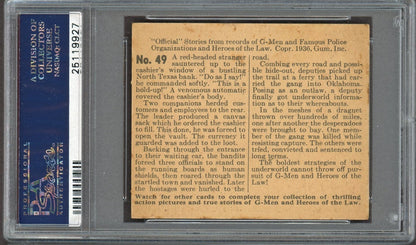 A DIVISION OF
COLLECTORS
UNIVERSE
NASDAQ: CLCT
26119927
PSA
PROFESSIONAL
SPORTS
AUTHENTICATOR
"Official" Stories from records of G-Men and Famous Police
Organizations and Heroes of the Law. Copr. 1936, Gum, Inc.
No. 49 A red-headed stranger
sauntered up to the
cashier's window of a bustling
North Texas bank. "Do as I say!"
he commanded. "This is a
hold-up!" A venomous automatic
covered the cashier's body.
Two companions herded cus-
tomers and employees to the rear.
The leader produced a canvas
sack which he ordered the cashier
to fill. This done, he was forced to
open the vault. The currency it
guarded was added to the loot.
Backing through the entrance
to their waiting car, the bandits
forced three officials to stand on
the running boards as human
shields, then roared through the
startled town and vanished. Later
the hostages were hurled to the
road.
Combing every road and possi-
ble hide-out, deputies picked up
the trail at a ferry that had car-
ried the gang into Oklahoma.
Posing as an outlaw, a deputy
finally got underworld informa-
tion as to their whereabouts.
In the meshes of a dragnet
thrown over hundreds of miles,
one after another the desperadoes
were brought to bay. One mem-
ber of the gang was killed while
resisting capture. The others were
tried, convicted and sentenced to
long terms.
The boldest strategies of the
underworld cannot throw off pur-
suit of G-Men and Heroes of the
Law!
Watch for other cards to complete your collection of thrilling
action pictures and true stories of G-Men and Heroes of the Law.